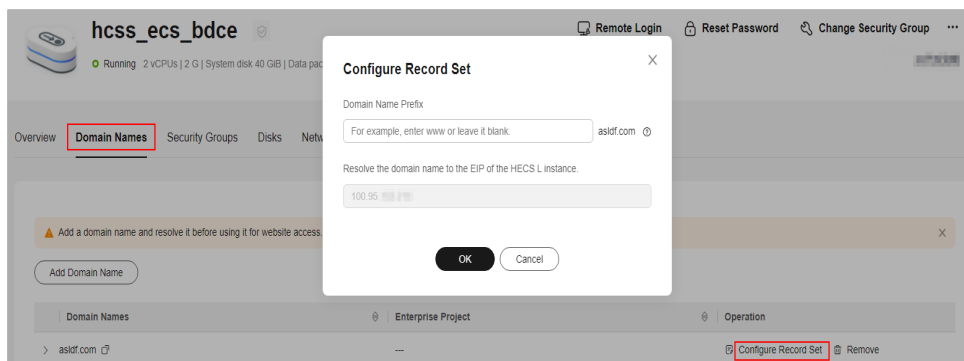 hcss_ecs_bdce
Remote Login
Reset Password
Change Security Group
Running 2 vCPUs | 2 G | System disk 40 GiB | Data pac
Configure Record Set
Domain Name Prefix
For example, enter www or leave it blank.
asldf.com
Overview
Domain Names
Security Groups
Disks
Netw
Resolve the domain name to the EIP of the HECS L instance.
100.95.
Add a domain name and resolve it before using it for website access.
OK
Cancel
Add Domain Name
Domain Names
Enterprise Project
Operation
asldf.com
--
Configure Record Set
Remove